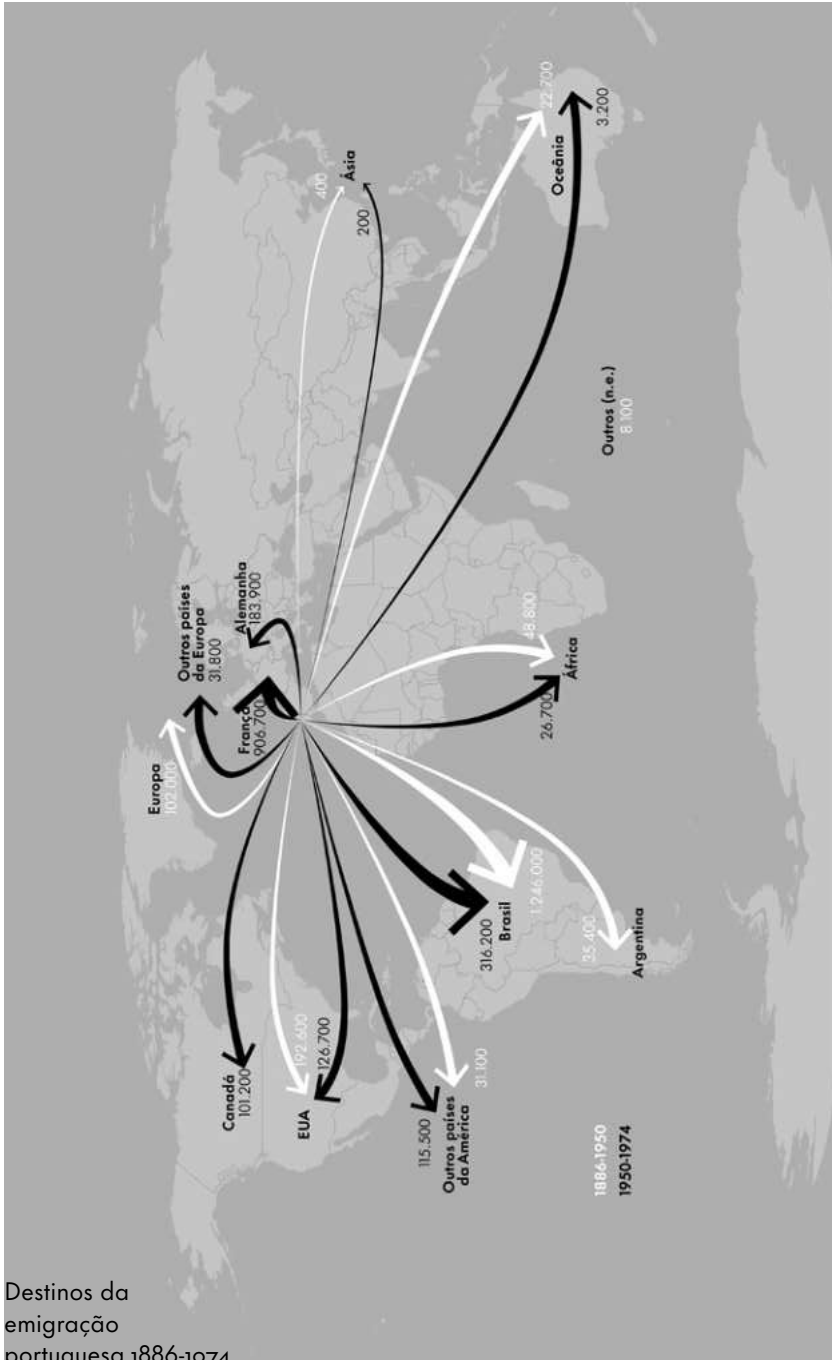 Europa
102.000
Outros países
da Europa
31.800
Alemanha
183.900
França
906.700
Canadá
101.200
EUA
192.600
126.700
115.500
Outros países
da América
31.100
316.200
Brasil
1.246.000
35.400
Argentina
26.700
África
48.800
400
Ásia
200
22.700
Oceânia
3.200
Outros (n.e.)
8.100
1886-1950
1950-1974
Destinos da
emigração
portuguesa 1886-1974